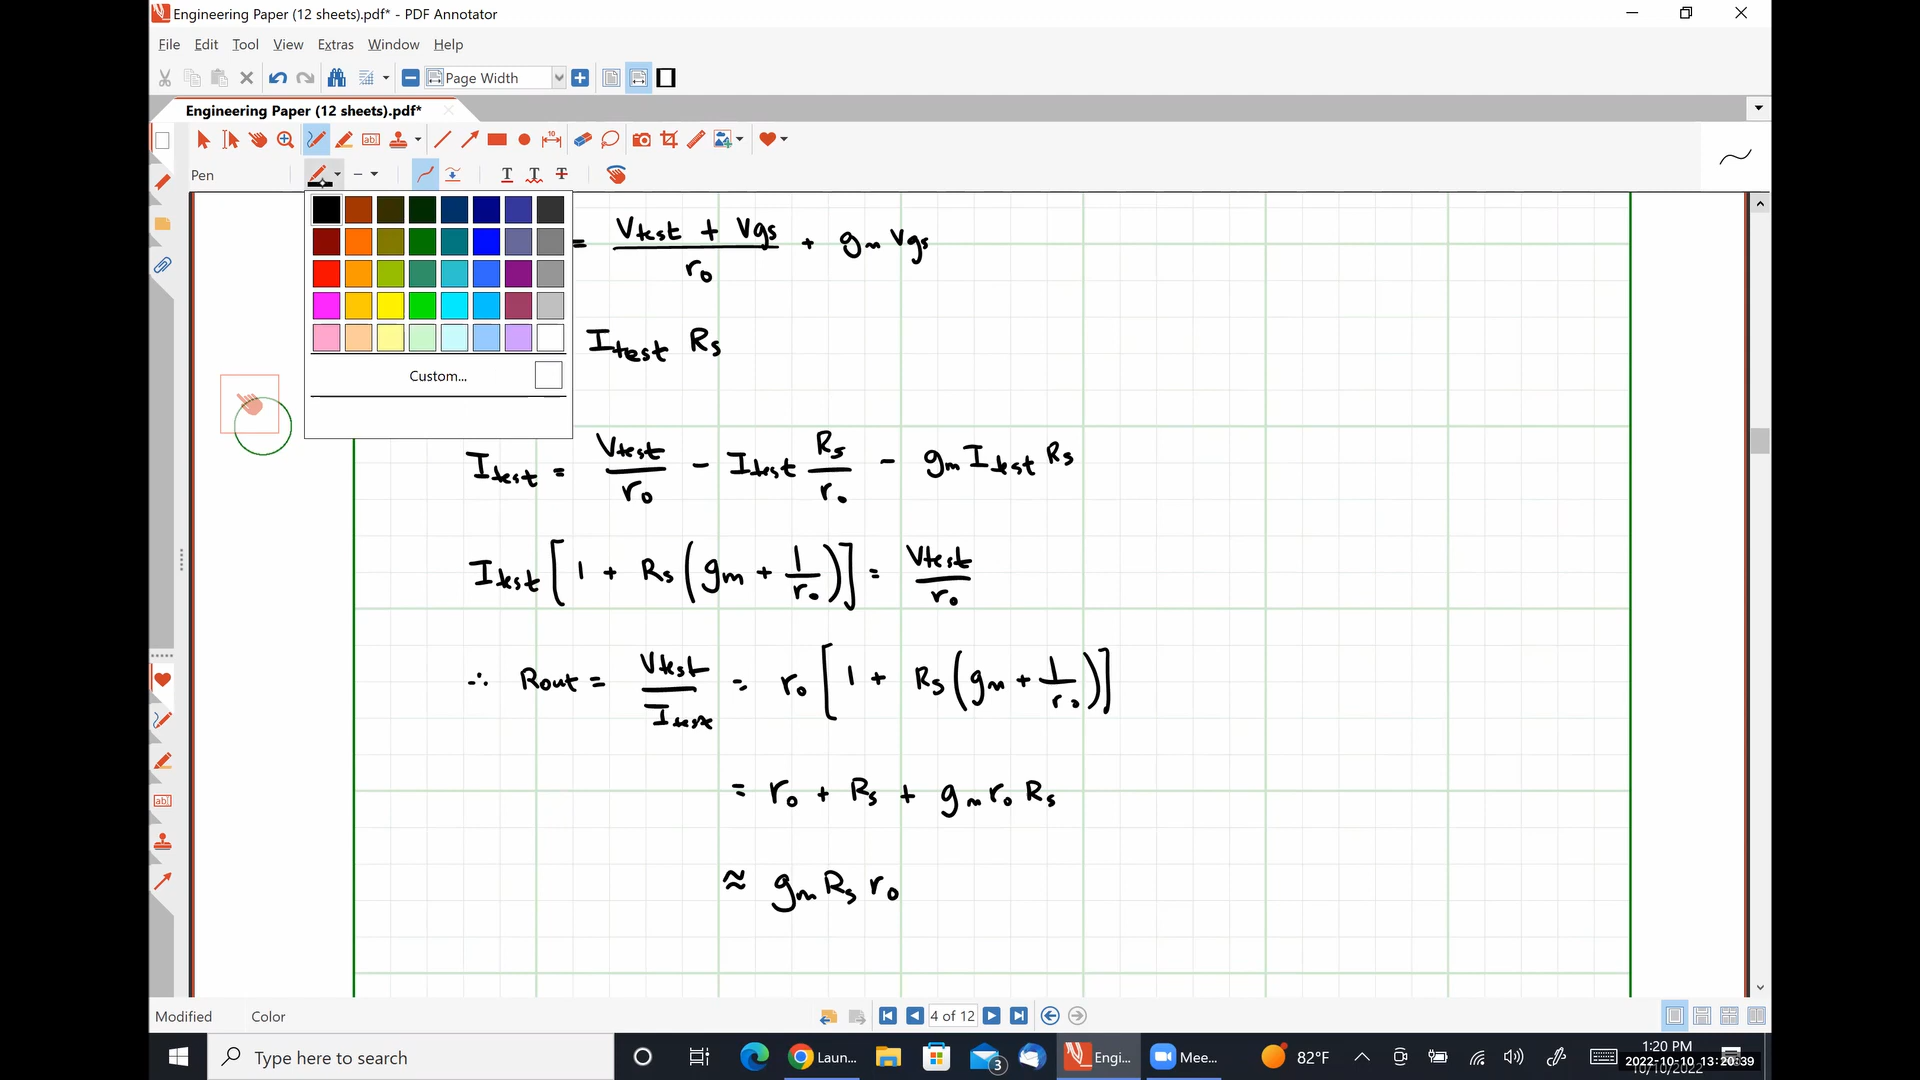 Engineering Paper (12 sheets).pdf* - PDF Annotator
File Edit Tool View Extras Window Help
Page Width
Engineering Paper (12 sheets).pdf*
Pen
Custom...
= Vtest + Vgs / ro + gm Vgs
Itest Rs
Itest = Vtest / ro - Itest Rs / ro - gm Itest Rs
Itest [ 1 + Rs ( gm + 1 / ro ) ] = Vtest / ro
∴ Rout = Vtest / Itest = ro [ 1 + Rs ( gm + 1 / ro ) ]
= ro + Rs + gm ro Rs
≈ gm Rs ro
Modified Color 4 of 12
Type here to search Laun... Engi... Mee... 3 82°F 1:20 PM
2022-10-10 13:20:39
10/10/2022